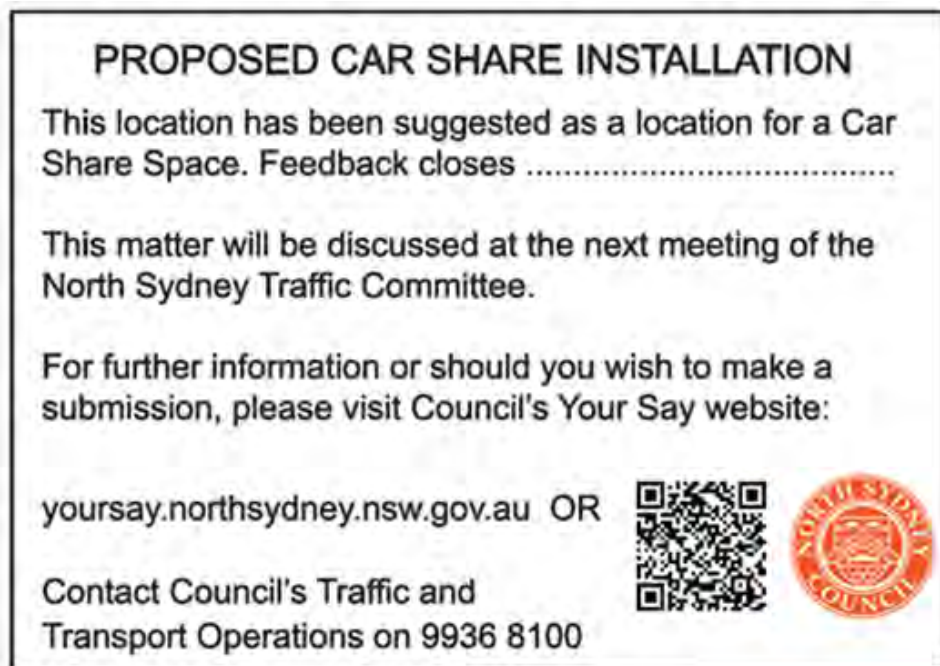 PROPOSED CAR SHARE INSTALLATION
This location has been suggested as a location for a Car
Share Space. Feedback closes .....................................
This matter will be discussed at the next meeting of the
North Sydney Traffic Committee.
For further information or should you wish to make a
submission, please visit Council's Your Say website:
yoursay.northsydney.nsw.gov.au OR
Contact Council's Traffic and
Transport Operations on 9936 8100
NORTH SYDNEY
COUNCIL